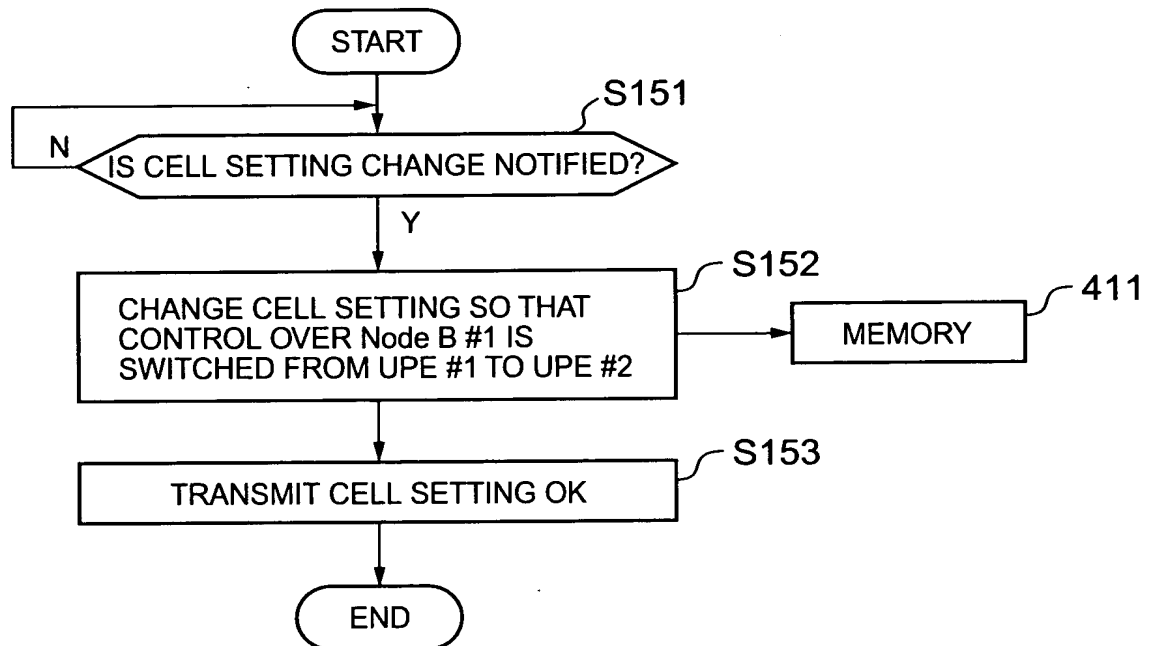 START
S151
N
IS CELL SETTING CHANGE NOTIFIED?
Y
S152
CHANGE CELL SETTING SO THAT
CONTROL OVER Node B #1 IS
SWITCHED FROM UPE #1 TO UPE #2
411
MEMORY
S153
TRANSMIT CELL SETTING OK
END